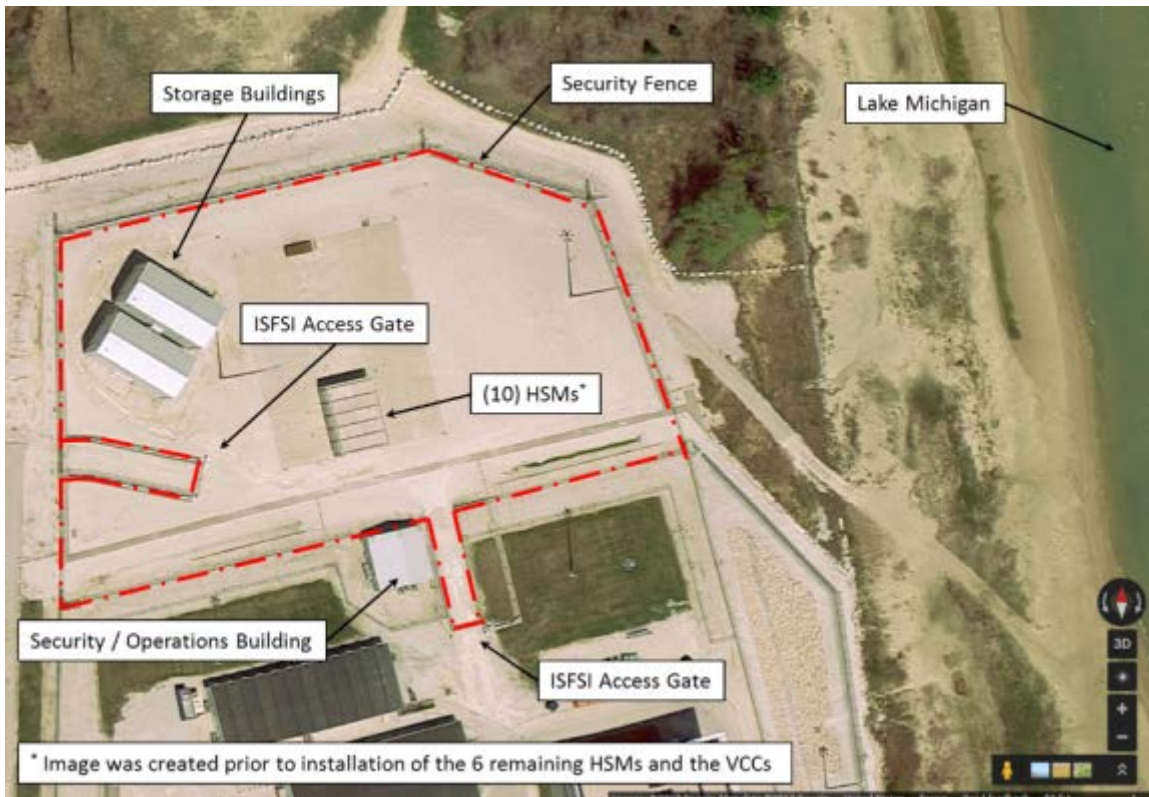 Storage Buildings
Security Fence
Lake Michigan
ISFSI Access Gate
(10) HSMs*
Security / Operations Building
ISFSI Access Gate
3D
* Image was created prior to installation of the 6 remaining HSMs and the VCCs